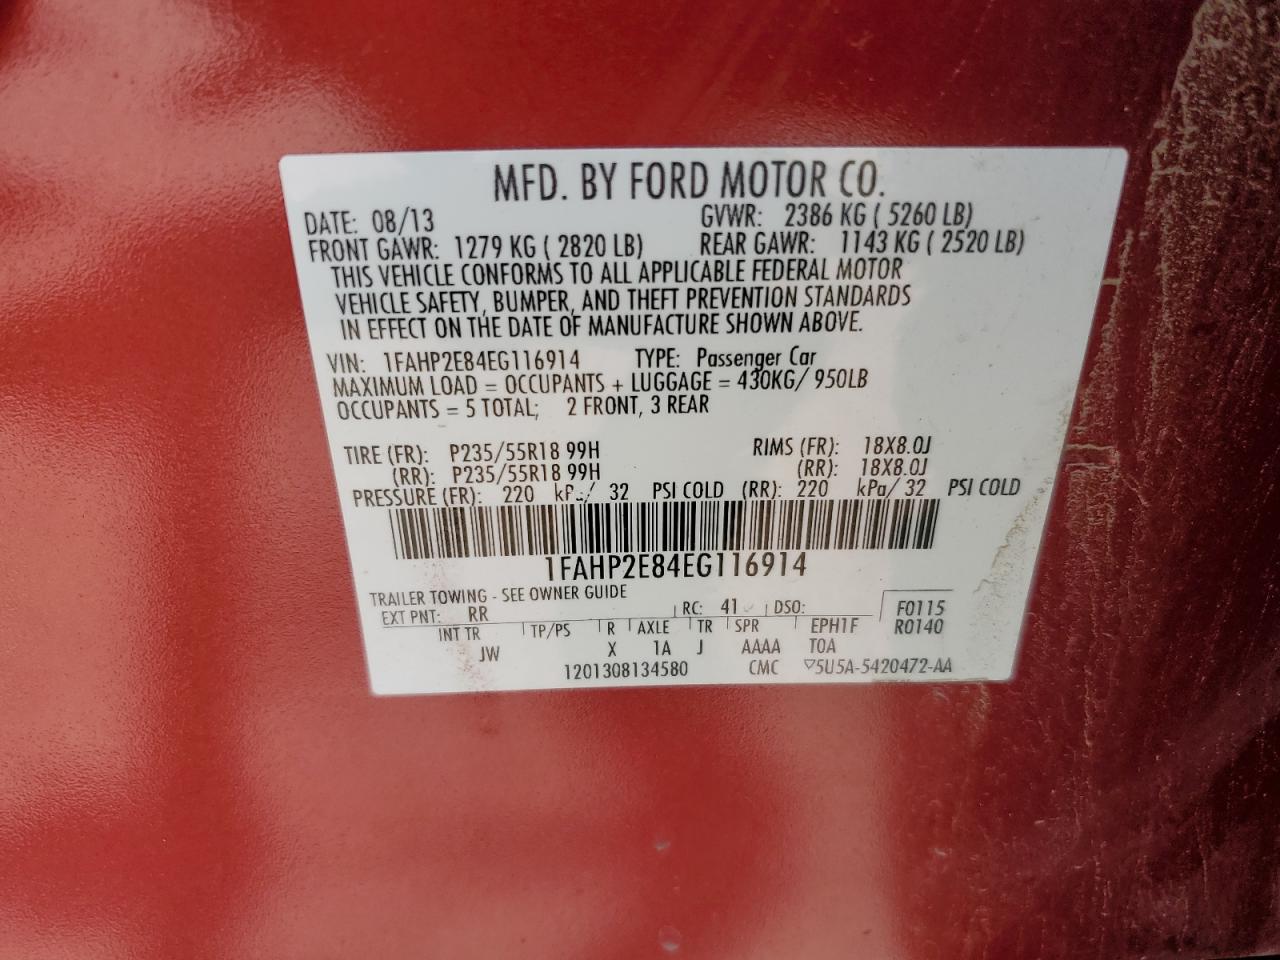 MFD. BY FORD MOTOR CO.
DATE: 08/13 GVWR: 2386 KG ( 5260 LB)
FRONT GAWR: 1279 KG ( 2820 LB) REAR GAWR: 1143 KG ( 2520 LB)
THIS VEHICLE CONFORMS TO ALL APPLICABLE FEDERAL MOTOR
VEHICLE SAFETY, BUMPER, AND THEFT PREVENTION STANDARDS
IN EFFECT ON THE DATE OF MANUFACTURE SHOWN ABOVE.
VIN: 1FAHP2E84EG116914 TYPE: Passenger Car
MAXIMUM LOAD = OCCUPANTS + LUGGAGE = 430KG/ 950LB
OCCUPANTS = 5 TOTAL; 2 FRONT, 3 REAR
TIRE (FR): P235/55R18 99H RIMS (FR): 18X8.0J
(RR): P235/55R18 99H (RR): 18X8.0J
PRESSURE (FR): 220 kPa/ 32 PSI COLD (RR): 220 kPa/ 32 PSI COLD
1FAHP2E84EG116914
TRAILER TOWING - SEE OWNER GUIDE
EXT PNT: RR RC: 41 DSO: F0115
INT TR TP/PS R AXLE TR SPR EPH1F R0140
JW X 1A J AAAA TOA
1201308134580 CMC ▽5U5A-5420472-AA